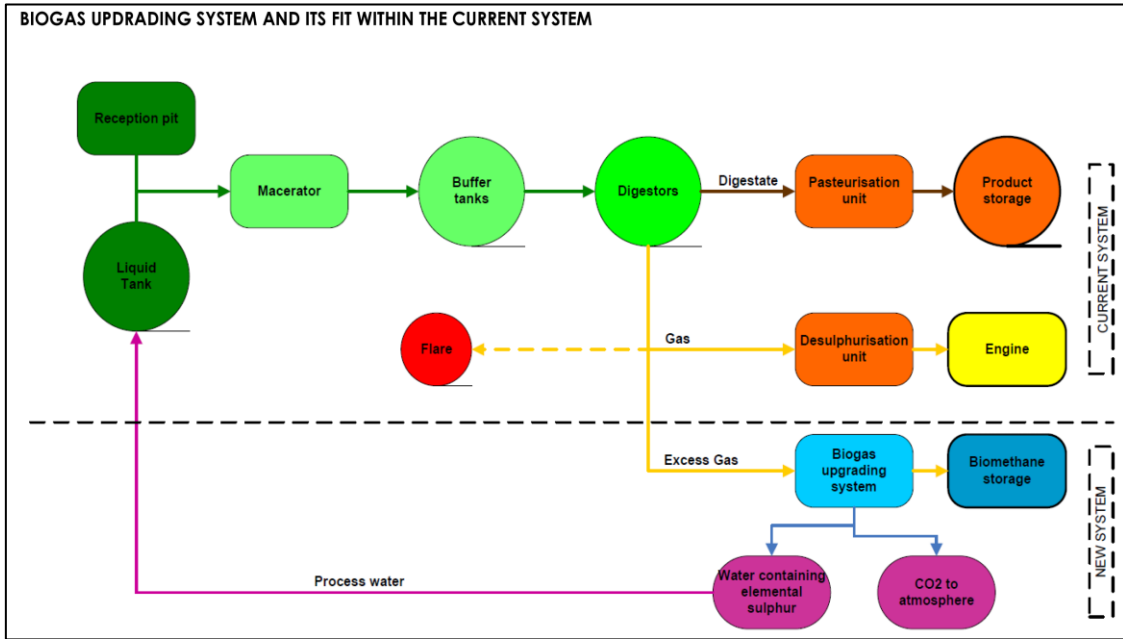 BIOGAS UPDRADING SYSTEM AND ITS FIT WITHIN THE CURRENT SYSTEM
Reception pit
Macerator
Buffer
tanks
Digestors
Digestate
Pasteurisation
unit
Product
storage
Liquid
Tank
CURRENT SYSTEM
Flare
Gas
Desulphurisation
unit
Engine
Excess Gas
Biogas
upgrading
system
Biomethane
storage
NEW SYSTEM
Process water
Water containing
elemental
sulphur
CO2 to
atmosphere